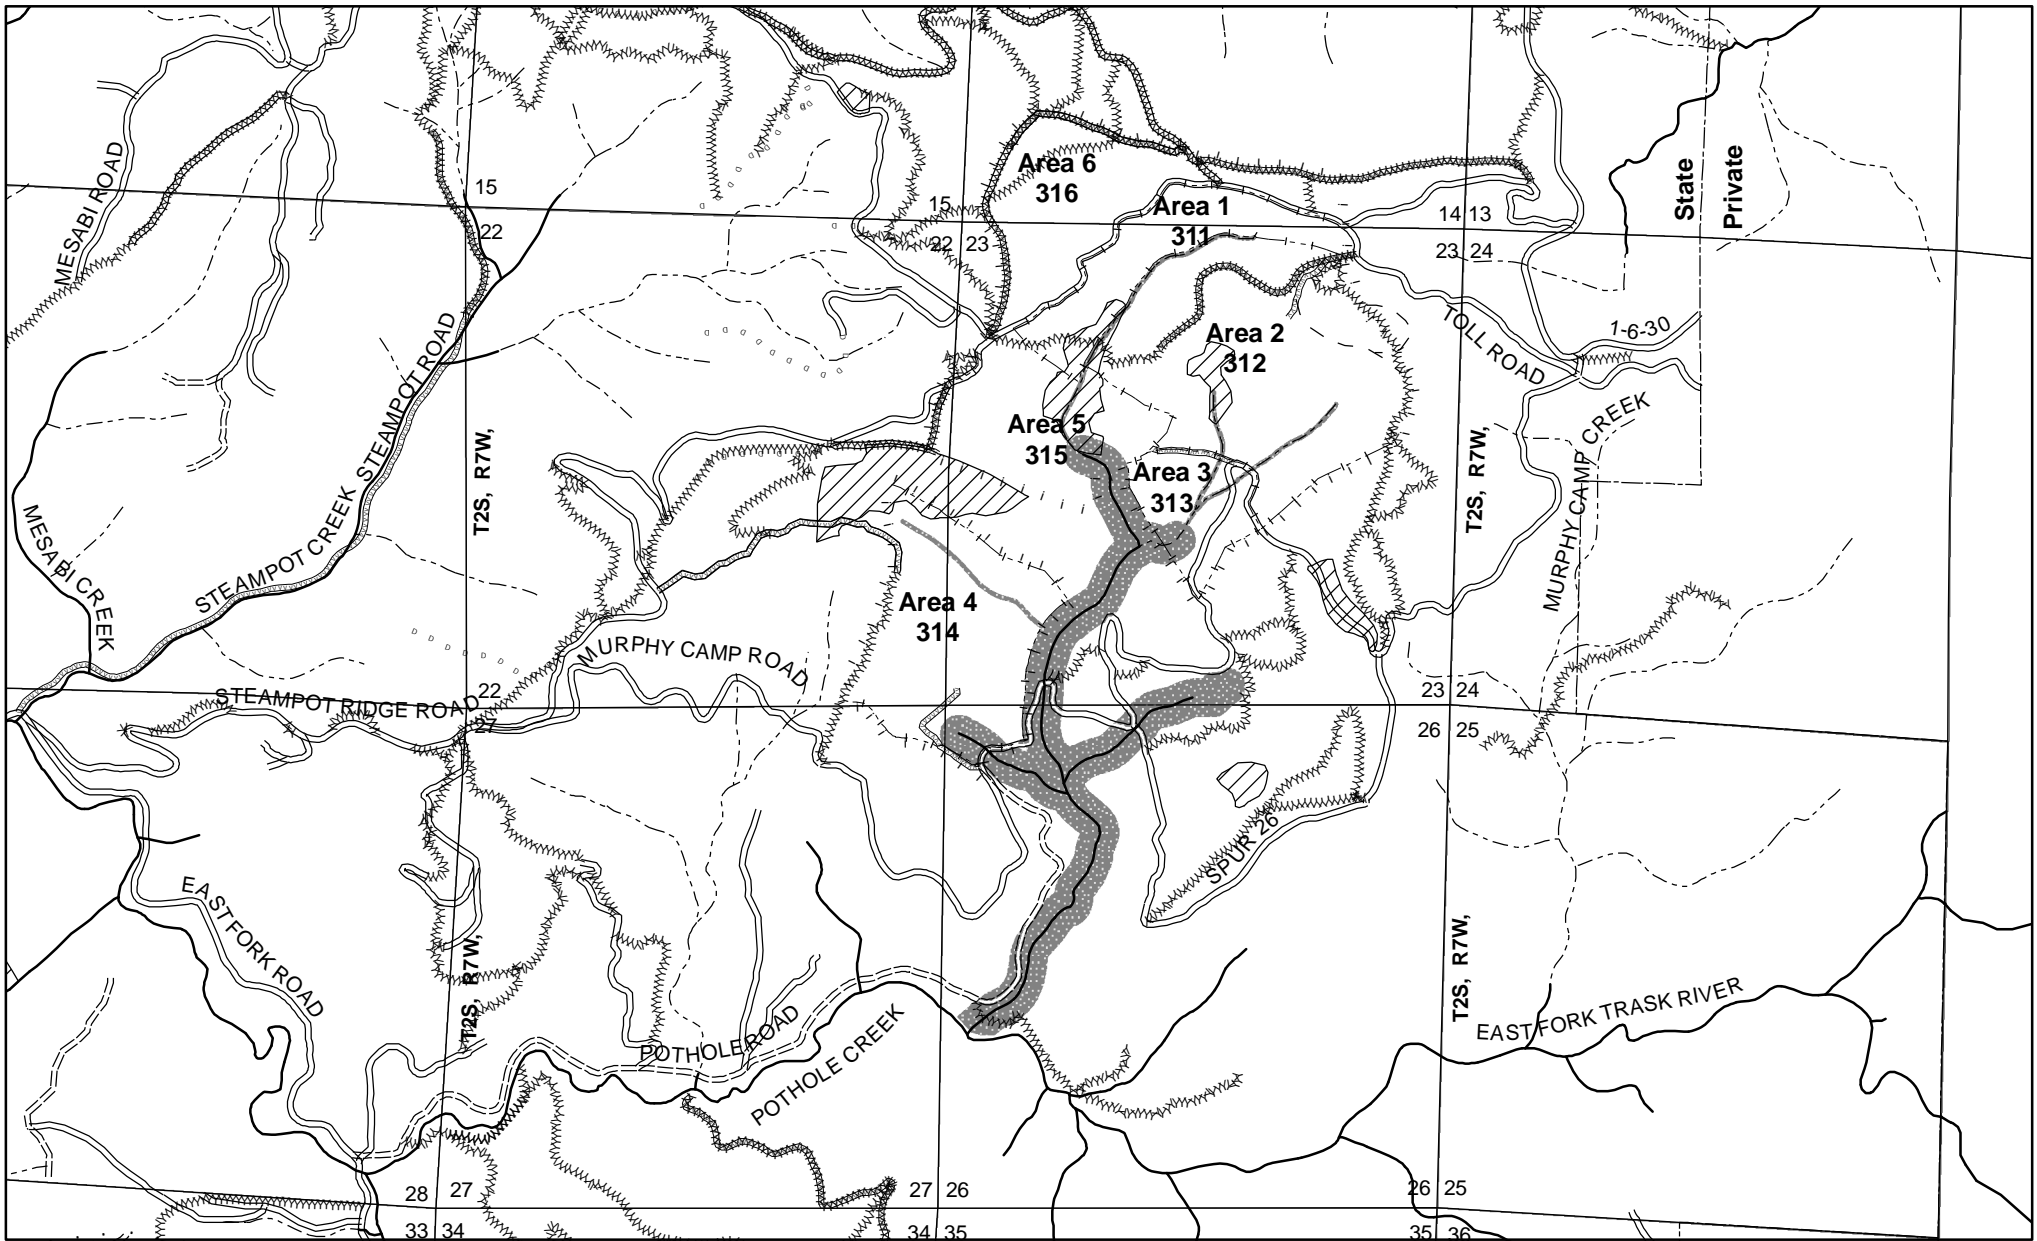 MESABI ROAD
15
22
15
22 23
Area 6
316
Area 1
311
14 13
23 24
State
Private
Area 2
312
TOLL ROAD
1-6-30
STEAMPOT ROAD
T2S, R7W,
Area 5
315
Area 3
313
T2S, R7W,
MURPHY CAMP CREEK
MESABI CREEK
STEAMPOT CREEK
Area 4
314
MURPHY CAMP ROAD
STEAMPOT RIDGE ROAD
22
27
23 24
26 25
SPUR 26
EAST FORK ROAD
T2S, R7W,
T2S, R7W,
POTHOLE ROAD
POTHOLE CREEK
EAST FORK TRASK RIVER
28 27
33 34
27 26
34 35
26 25
35 36